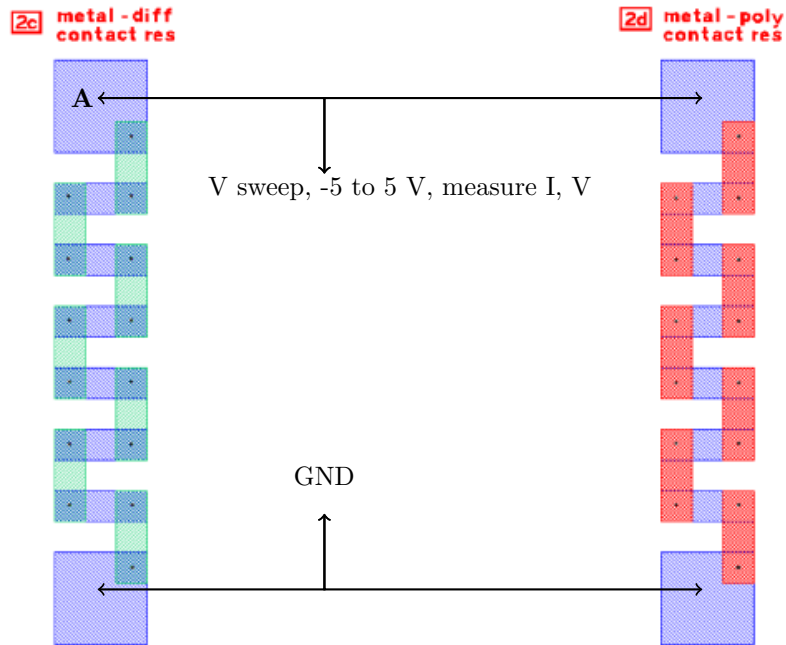 2c metal-diff
contact res
2d metal-poly
contact res
A
V sweep, -5 to 5 V, measure I, V
GND